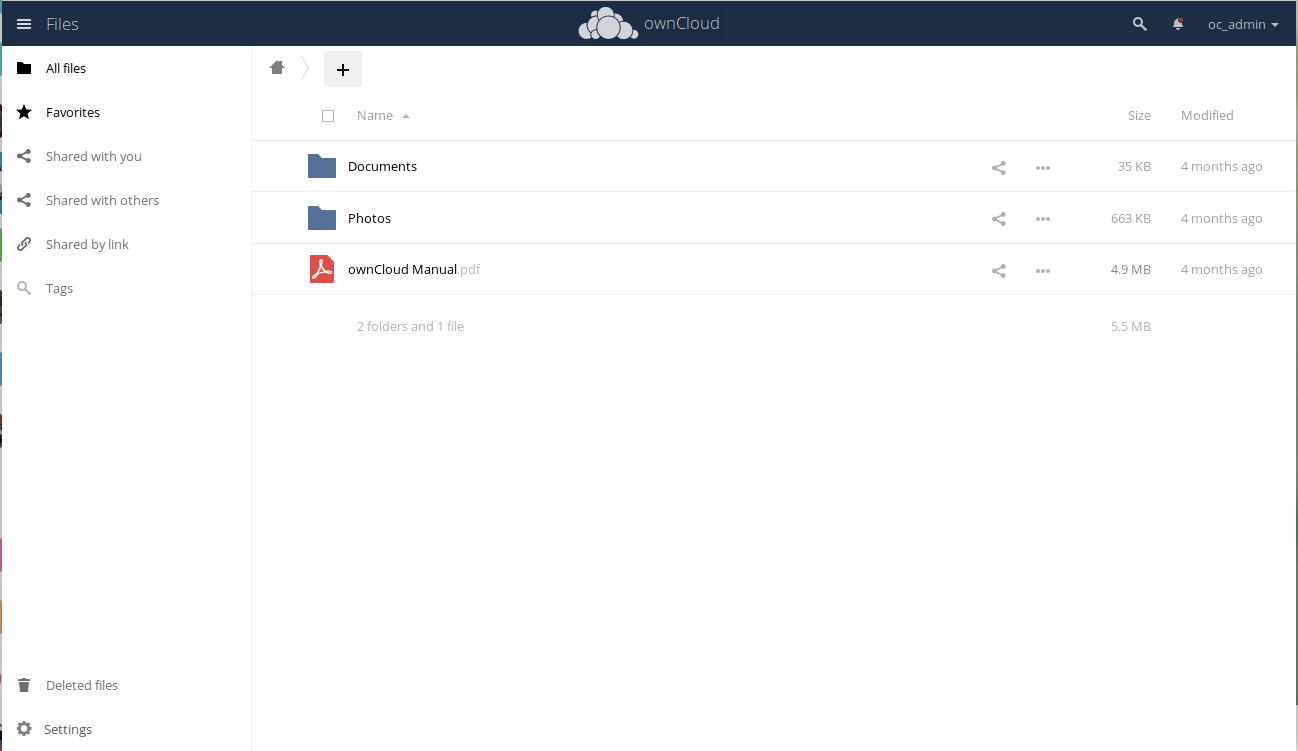 Files
ownCloud
oc_admin
All files
Favorites
Shared with you
Shared with others
Shared by link
Tags
Deleted files
Settings
Name Size Modified
Documents 35 KB 4 months ago
Photos 663 KB 4 months ago
ownCloud Manual.pdf 4.9 MB 4 months ago
2 folders and 1 file 5.5 MB